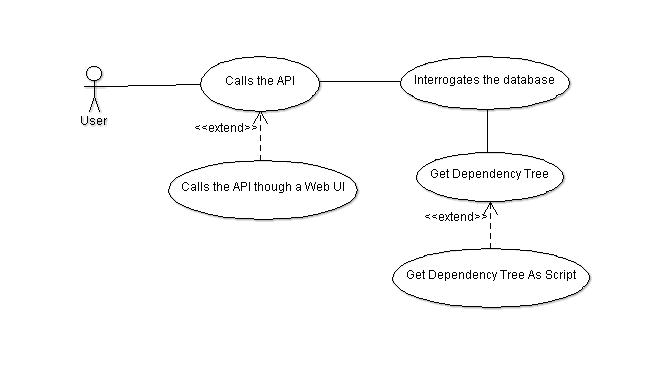 Calls the API
Interrogates the database
User
<<extend>>
Calls the API though a Web UI
Get Dependency Tree
<<extend>>
Get Dependency Tree As Script